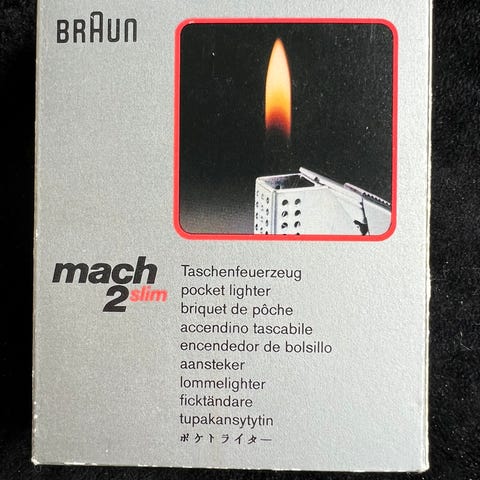 BRAUN
mach
2 slim
Taschenfeuerzeug
pocket lighter
briquet de pôche
accendino tascabile
encendedor de bolsillo
aansteker
lommelighter
ficktändare
tupakansytytin
ポケトライター